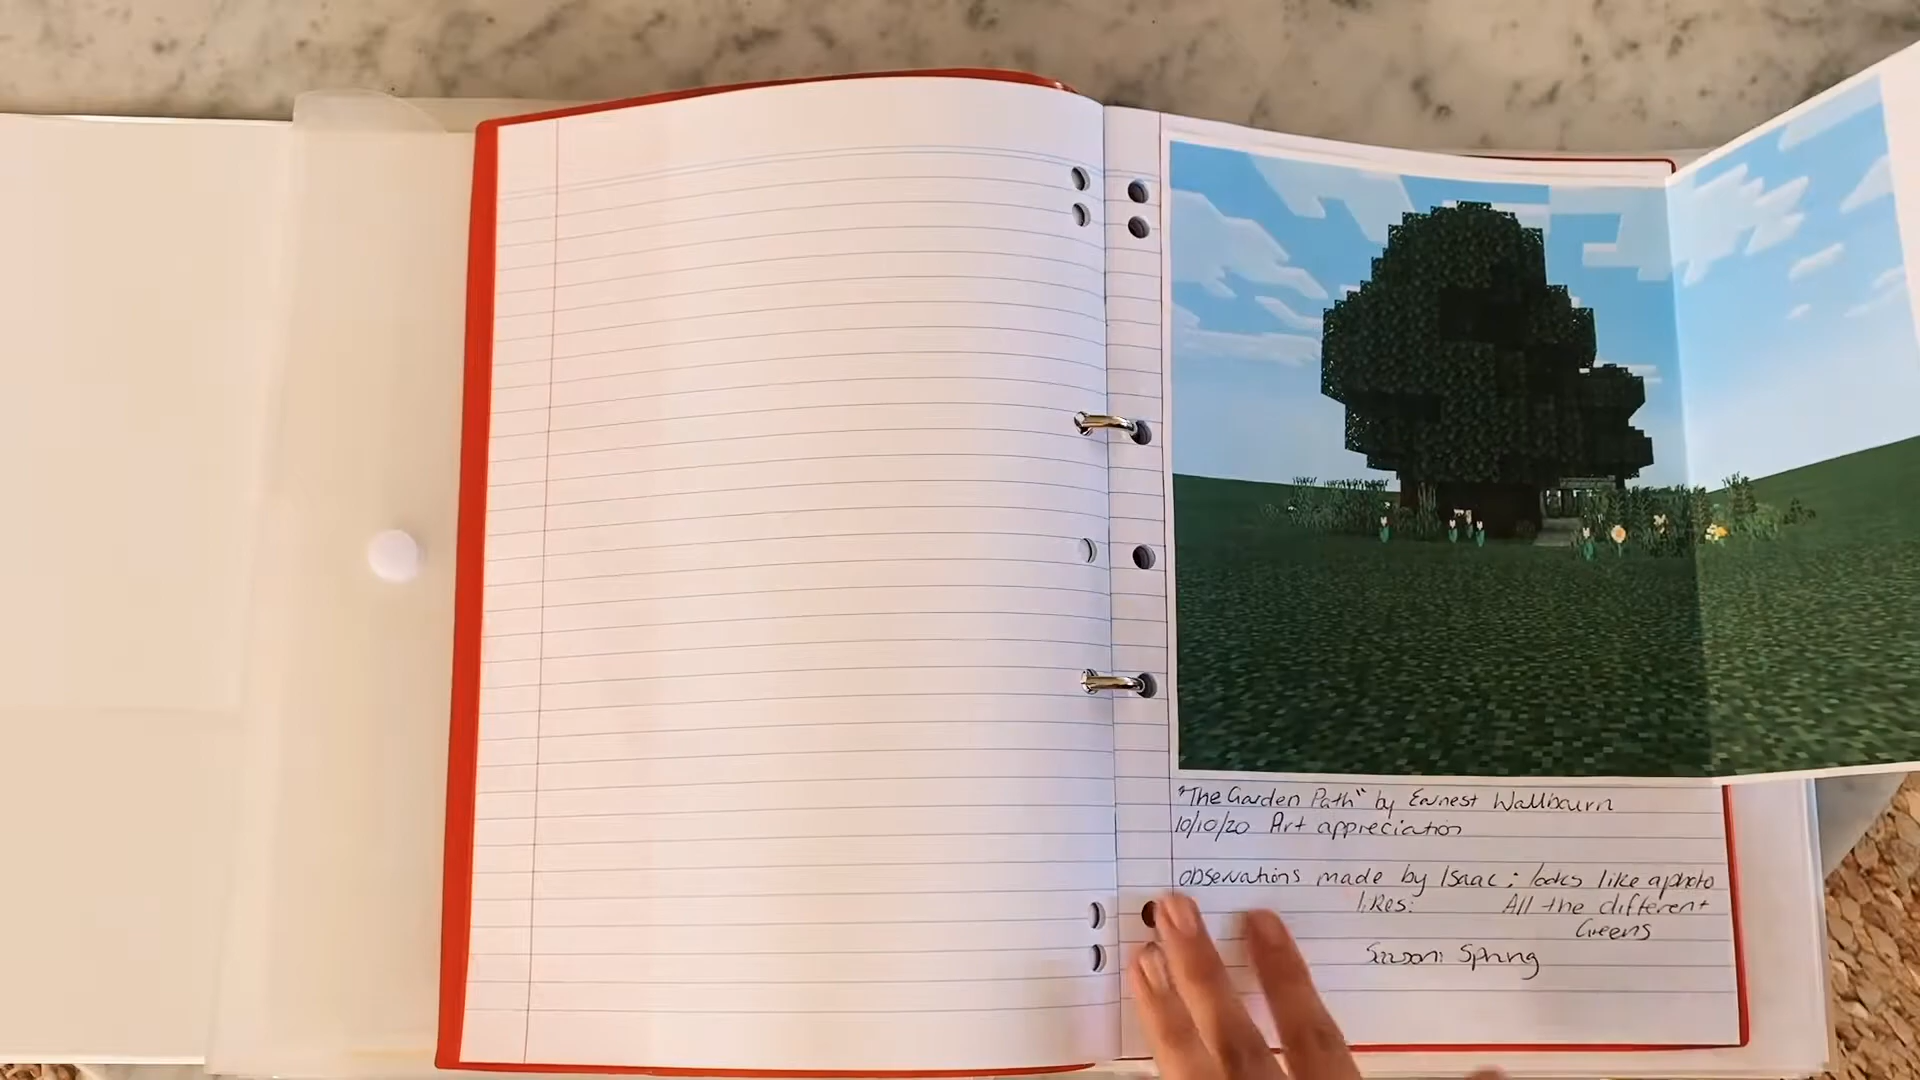 "The Garden Path" by Ernest Wallbourn
10/10/20 Art appreciation
observations made by Isaac: looks like a photo
likes: All the different
Greens
Season: Spring